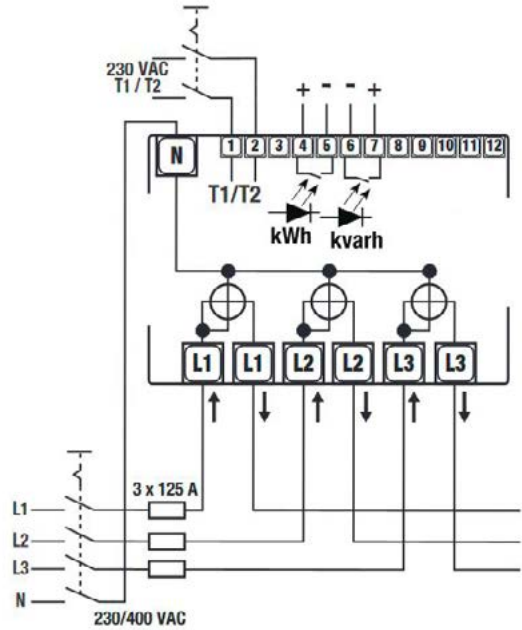 230 VAC
T1 / T2
+ - - +
N 1 2 3 4 5 6 7 8 9 10 11 12
T1/T2
kWh kvarh
L1 L1 L2 L2 L3 L3
3 x 125 A
L1
L2
L3
N
230/400 VAC